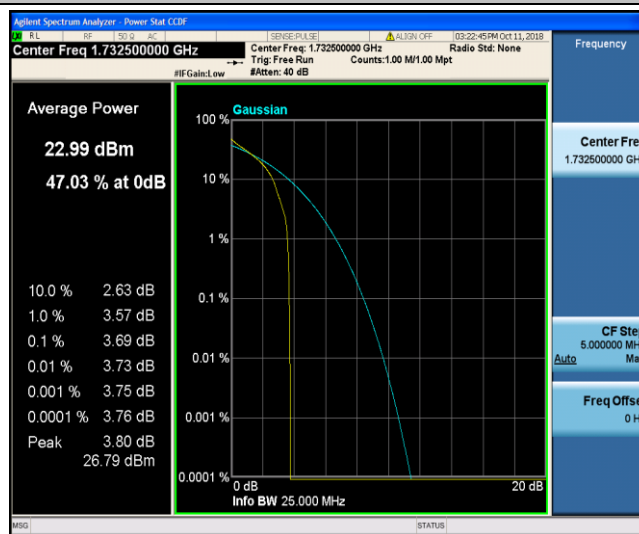 Agilent Spectrum Analyzer - Power Stat CCDF
RL RF 50 Ω AC SENSE:PULSE ALIGN OFF 03:22:45 PM Oct 11, 2018
Center Freq 1.732500000 GHz
Center Freq: 1.732500000 GHz Radio Std: None
Trig: Free Run Counts:1.00 M/1.00 Mpt
#IFGain:Low #Atten: 40 dB
Frequency
Average Power
22.99 dBm
47.03 % at 0dB
10.0 % 2.63 dB
1.0 % 3.57 dB
0.1 % 3.69 dB
0.01 % 3.73 dB
0.001 % 3.75 dB
0.0001 % 3.76 dB
Peak 3.80 dB
26.79 dBm
Gaussian
100 %
10 %
1 %
0.1 %
0.01 %
0.001 %
0.0001 %
0 dB 20 dB
Info BW 25.000 MHz
Center Fre
1.732500000 GH
CF Ste
5.000000 MH
Auto Ma
Freq Offse
0 H
MSG STATUS